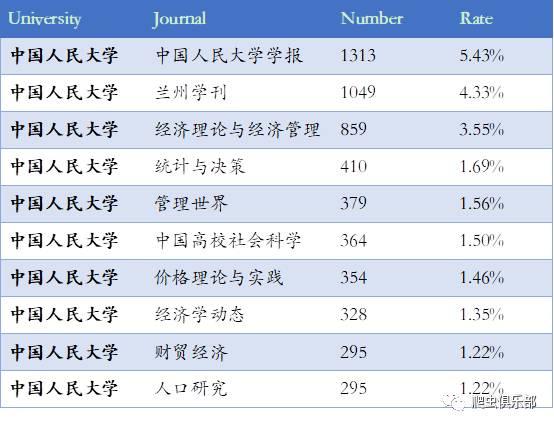 University Journal Number Rate
中国人民大学 中国人民大学学报 1313 5.43%
中国人民大学 兰州学刊 1049 4.33%
中国人民大学 经济理论与经济管理 859 3.55%
中国人民大学 统计与决策 410 1.69%
中国人民大学 管理世界 379 1.56%
中国人民大学 中国高校社会科学 364 1.50%
中国人民大学 价格理论与实践 354 1.46%
中国人民大学 经济学动态 328 1.35%
中国人民大学 财贸经济 295 1.22%
中国人民大学 人口研究 295 1.22%
爬虫俱乐部